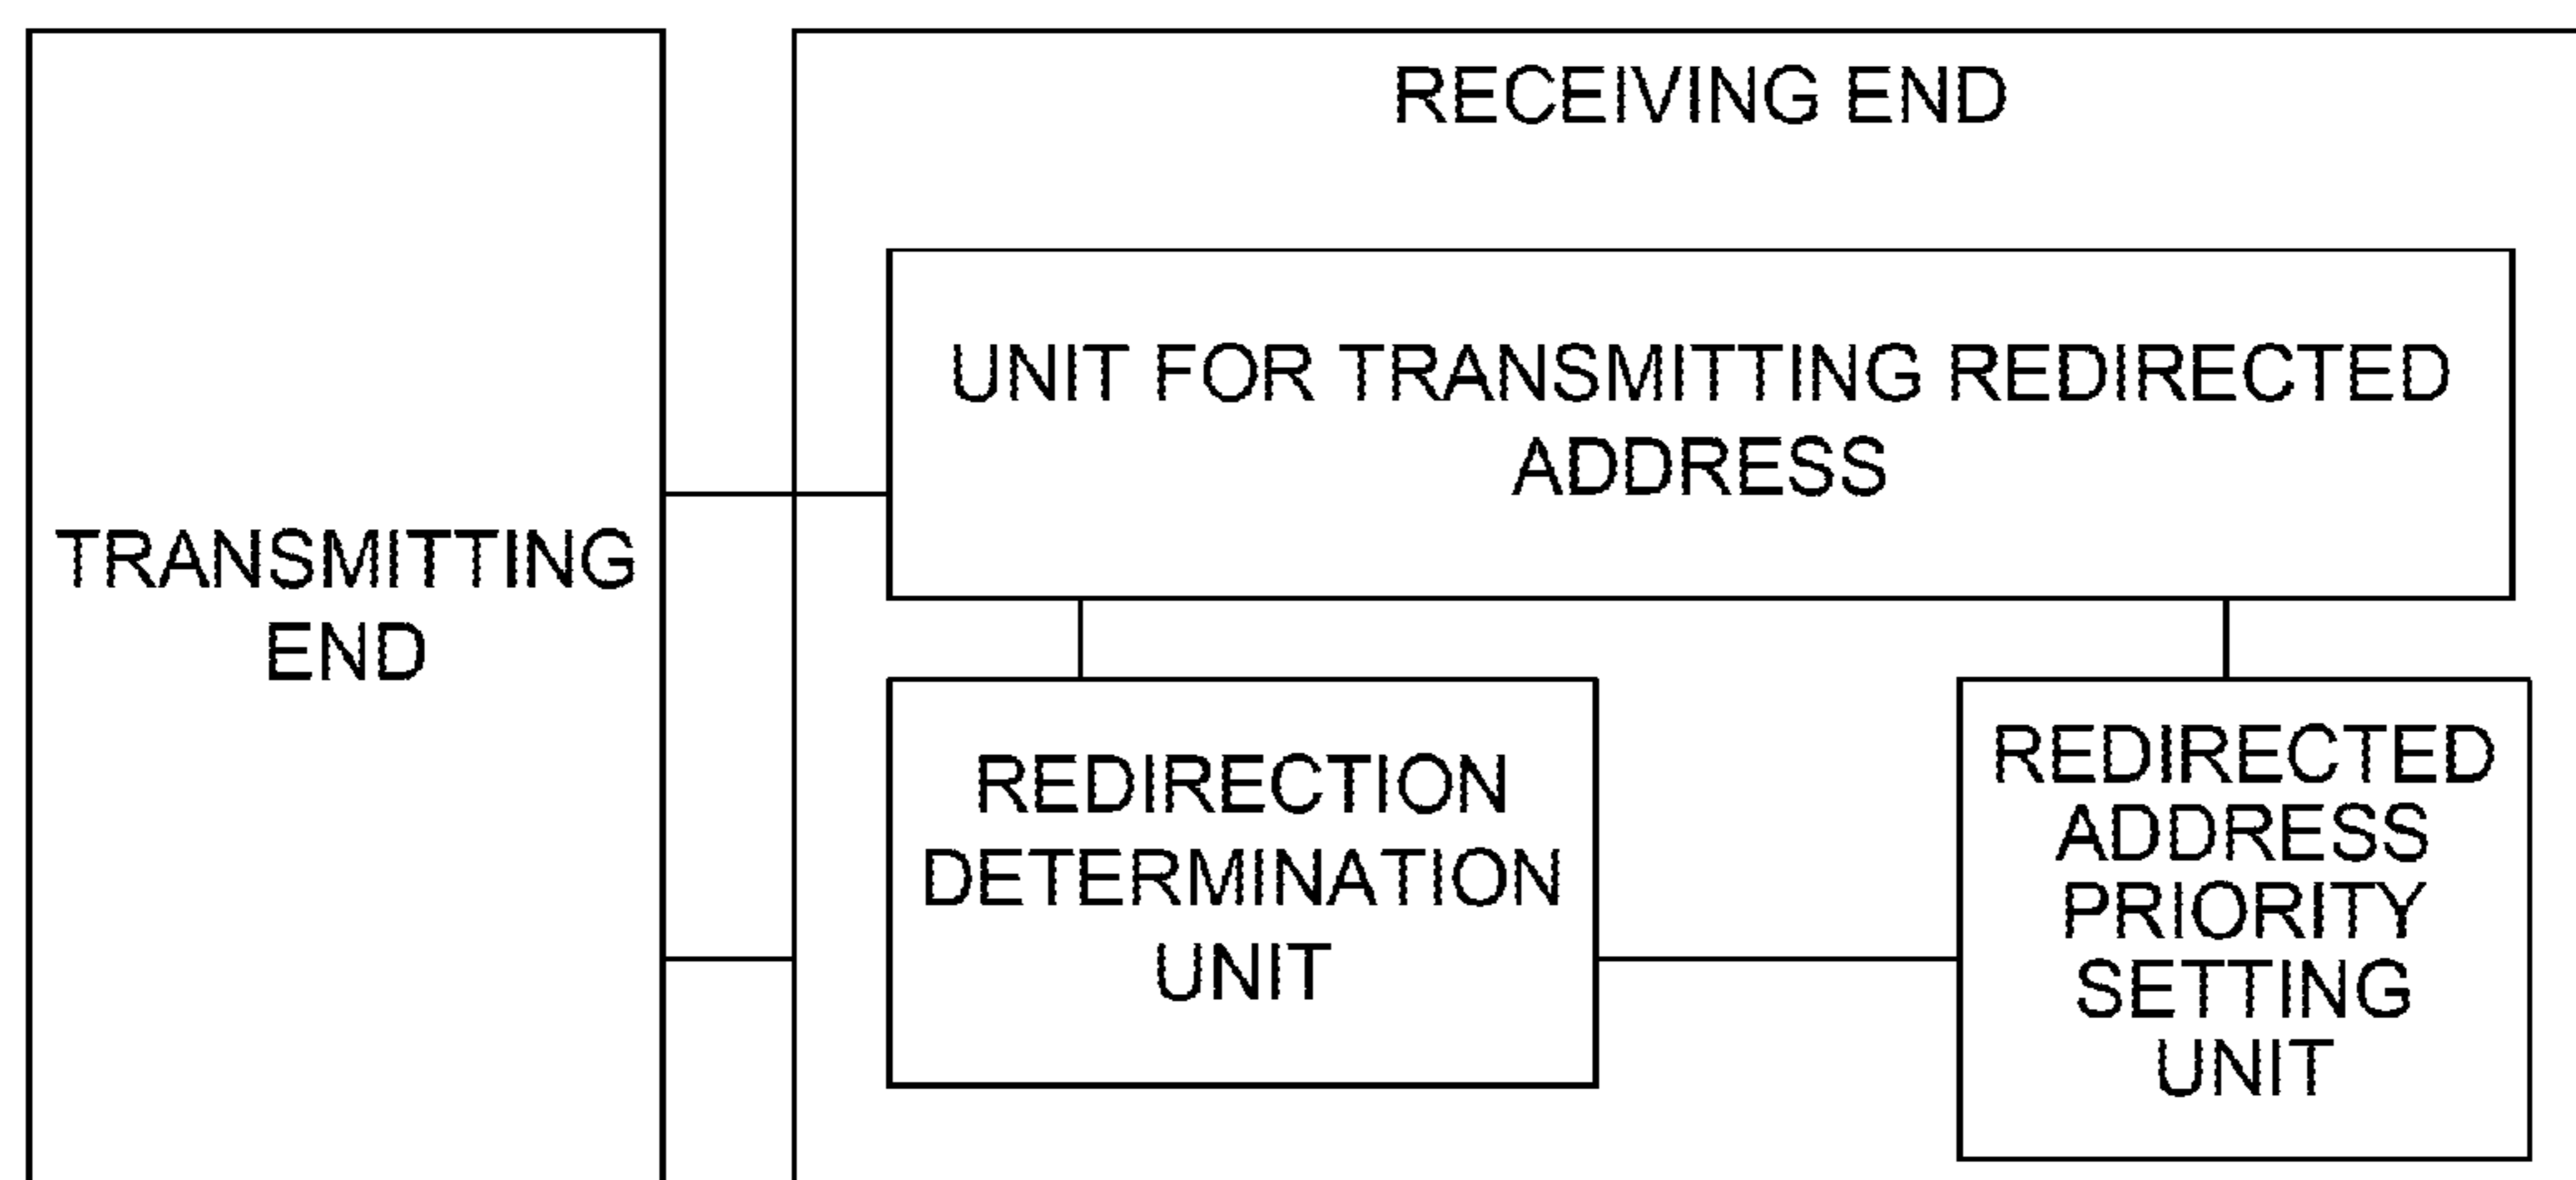 TRANSMITTING
END
RECEIVING END
UNIT FOR TRANSMITTING REDIRECTED
ADDRESS
REDIRECTION
DETERMINATION
UNIT
REDIRECTED
ADDRESS
PRIORITY
SETTING
UNIT